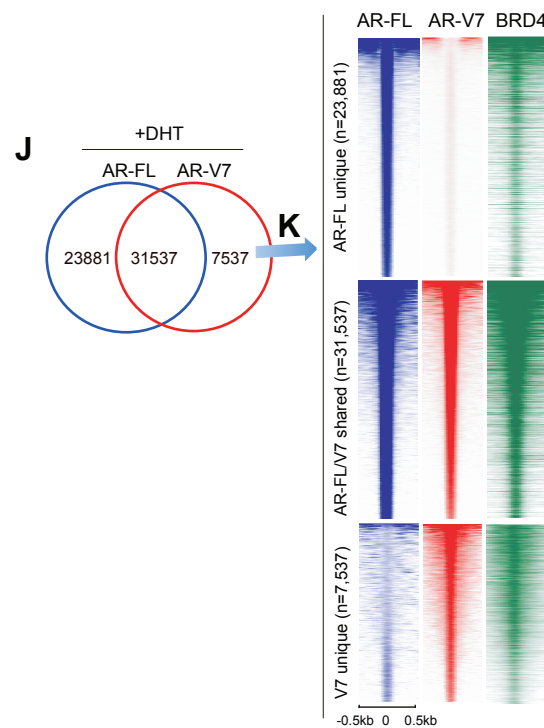 J
+DHT
AR-FL AR-V7
23881 31537 7537
K
AR-FL AR-V7 BRD4
AR-FL unique (n=23,881)
AR-FL/V7 shared (n=31,537)
V7 unique (n=7,537)
-0.5kb 0 0.5kb